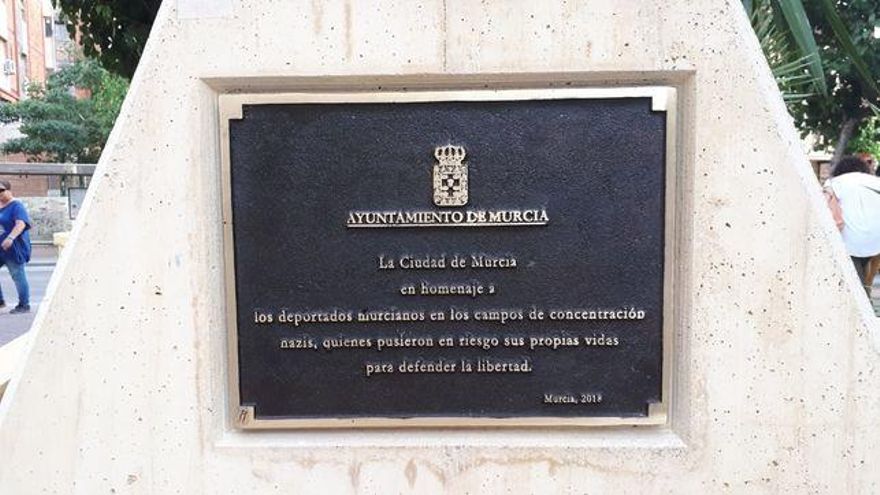 AYUNTAMIENTO DE MURCIA
La Ciudad de Murcia
en homenaje a
los deportados murcianos en los campos de concentración
nazis, quienes pusieron en riesgo sus propias vidas
para defender la libertad.
Murcia, 2018